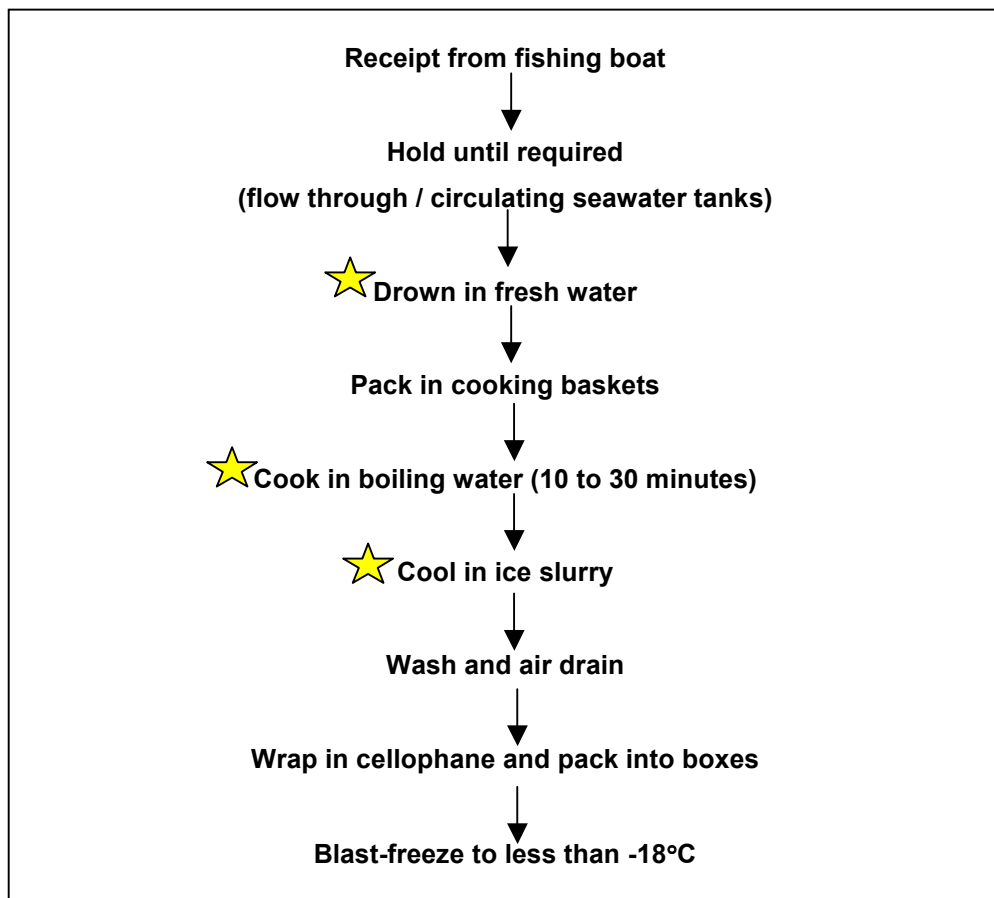 Receipt from fishing boat
Hold until required
(flow through / circulating seawater tanks)
Drown in fresh water
Pack in cooking baskets
Cook in boiling water (10 to 30 minutes)
Cool in ice slurry
Wash and air drain
Wrap in cellophane and pack into boxes
Blast-freeze to less than -18°C